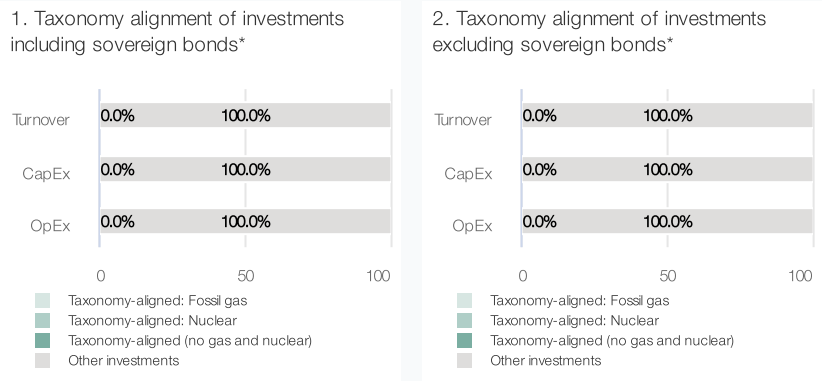 1. Taxonomy alignment of investments
including sovereign bonds*
Turnover
0.0%
100.0%
CapEx
0.0%
100.0%
OpEx
0.0%
100.0%
0
50
100
Taxonomy-aligned: Fossil gas
Taxonomy-aligned: Nuclear
Taxonomy-aligned (no gas and nuclear)
Other investments
2. Taxonomy alignment of investments
excluding sovereign bonds*
Turnover
0.0%
100.0%
CapEx
0.0%
100.0%
OpEx
0.0%
100.0%
0
50
100
Taxonomy-aligned: Fossil gas
Taxonomy-aligned: Nuclear
Taxonomy-aligned (no gas and nuclear)
Other investments